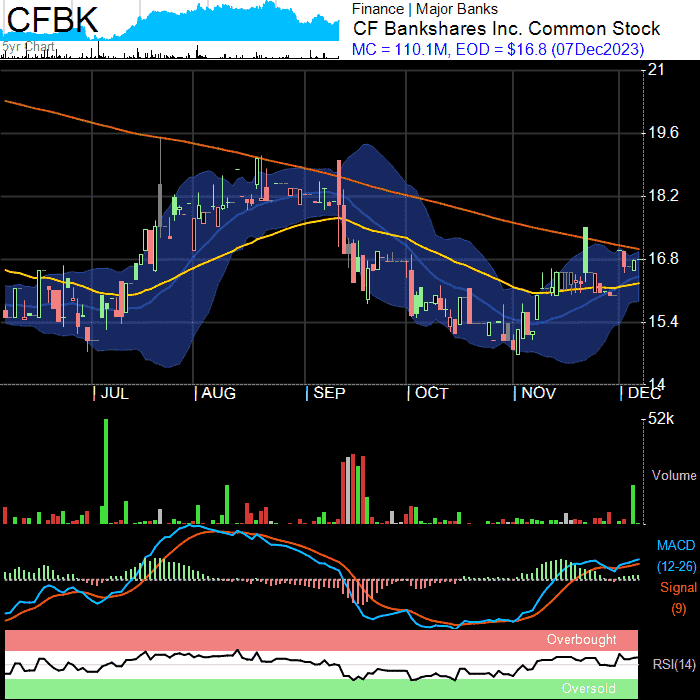 CFBK
5yr Chart
Finance | Major Banks
CF Bankshares Inc. Common Stock
MC = 110.1M, EOD = $16.8 (07Dec2023)
21
19.6
18.2
16.8
15.4
14
| JUL | AUG | SEP | OCT | NOV | DEC
52k
Volume
MACD
(12-26)
Signal
(9)
Overbought
RSI(14)
Oversold